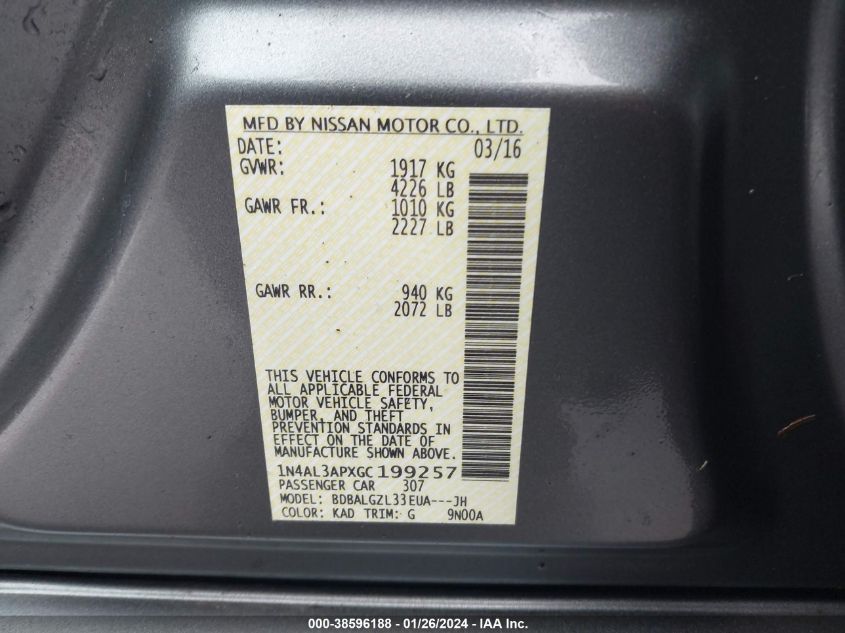 MFD BY NISSAN MOTOR CO., LTD.
DATE: 03/16
GVWR: 1917 KG
4226 LB
GAWR FR.: 1010 KG
2227 LB
GAWR RR.: 940 KG
2072 LB
THIS VEHICLE CONFORMS TO
ALL APPLICABLE FEDERAL
MOTOR VEHICLE SAFETY,
BUMPER, AND THEFT
PREVENTION STANDARDS IN
EFFECT ON THE DATE OF
MANUFACTURE SHOWN ABOVE.
1N4AL3APXGC199257
PASSENGER CAR 307
MODEL: BDBALGZL33EUA---JH
COLOR: KAD TRIM: G 9N00A
000-38596188 - 01/26/2024 - IAA Inc.